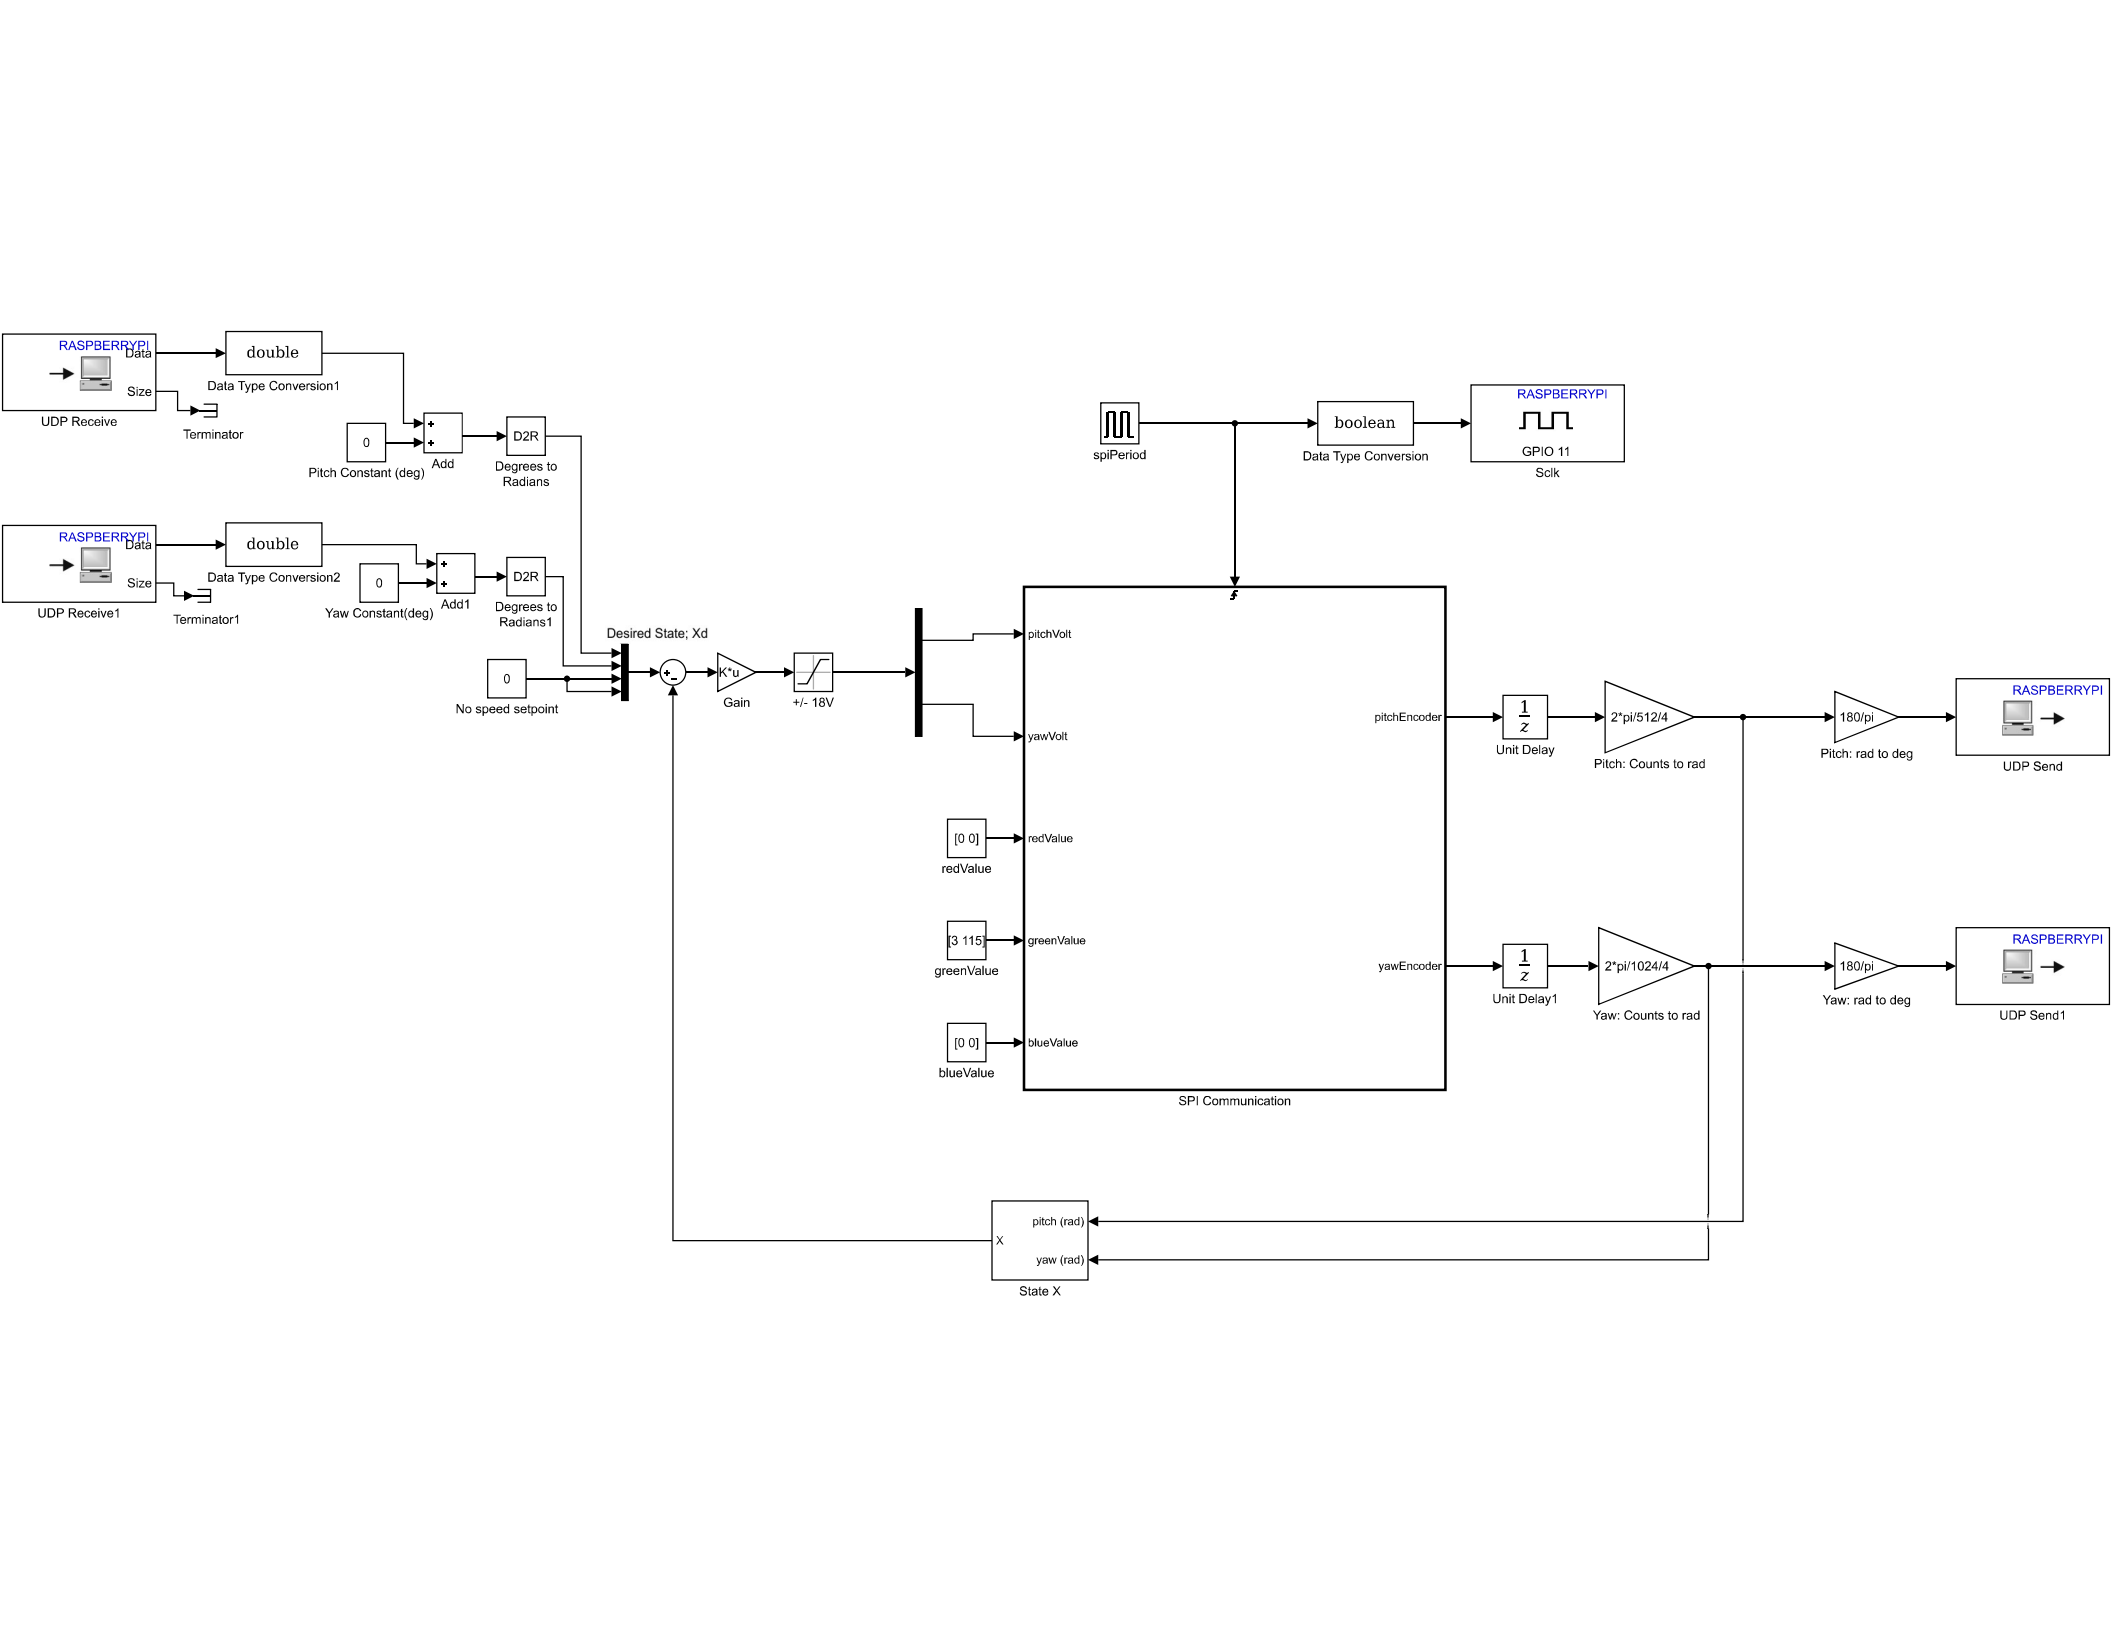 RASPBERRYPI
Data
Size
UDP Receive
double
Data Type Conversion1
Terminator
0
Pitch Constant (deg)
+
+
Add
D2R
Degrees to
Radians
RASPBERRYPI
Data
Size
UDP Receive1
double
Data Type Conversion2
Terminator1
0
Yaw Constant(deg)
+
+
Add1
D2R
Degrees to
Radians1
Desired State; Xd
0
No speed setpoint
+
-
K*u
Gain
+/- 18V
spiPeriod
boolean
Data Type Conversion
RASPBERRYPI
GPIO 11
Sclk
pitchVolt
yawVolt
[0 0]
redValue
redValue
[3 115]
greenValue
greenValue
[0 0]
blueValue
blueValue
pitchEncoder
yawEncoder
SPI Communication
1
z
Unit Delay
2*pi/512/4
Pitch: Counts to rad
180/pi
Pitch: rad to deg
RASPBERRYPI
UDP Send
1
z
Unit Delay1
2*pi/1024/4
Yaw: Counts to rad
180/pi
Yaw: rad to deg
RASPBERRYPI
UDP Send1
pitch (rad)
X
yaw (rad)
State X